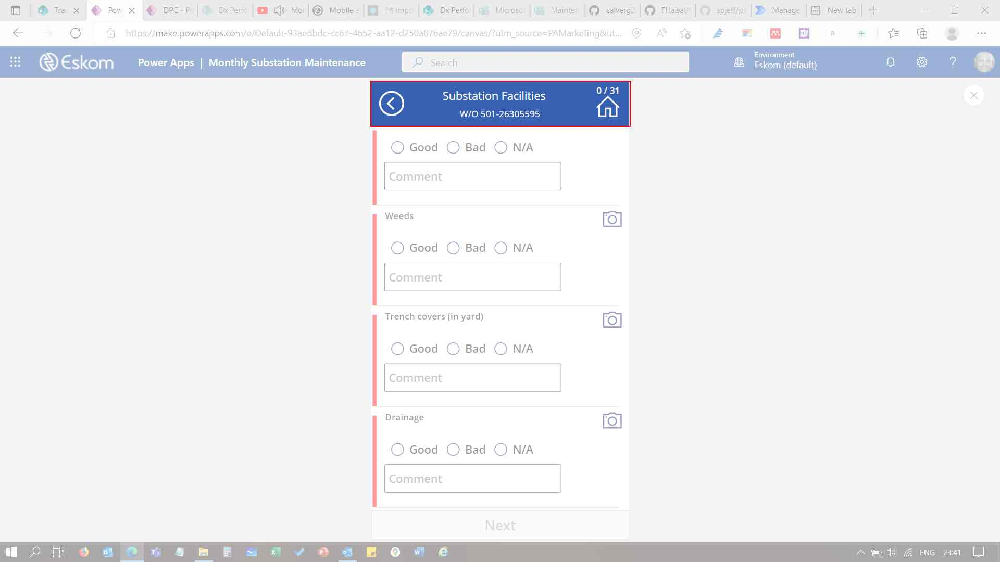 Trai
Pow
DPC - Po
Dx Perfo
Mo
Mobile a
14 Impo
Dx Perfo
Microso
Mainten
calverg2
FHaisal/
spjeff/p
Manage
New tab
https://make.powerapps.com/e/Default-93aedbdc-cc67-4652-aa12-d250a876ae79/canvas/?utm_source=PAMarketing&ut...
Eskom
Power Apps | Monthly Substation Maintenance
Search
Environment
Eskom (default)
Substation Facilities
0 / 31
W/O 501-26305595
Good Bad N/A
Comment
Weeds
Good Bad N/A
Comment
Trench covers (in yard)
Good Bad N/A
Comment
Drainage
Good Bad N/A
Comment
Next
ENG 23:41